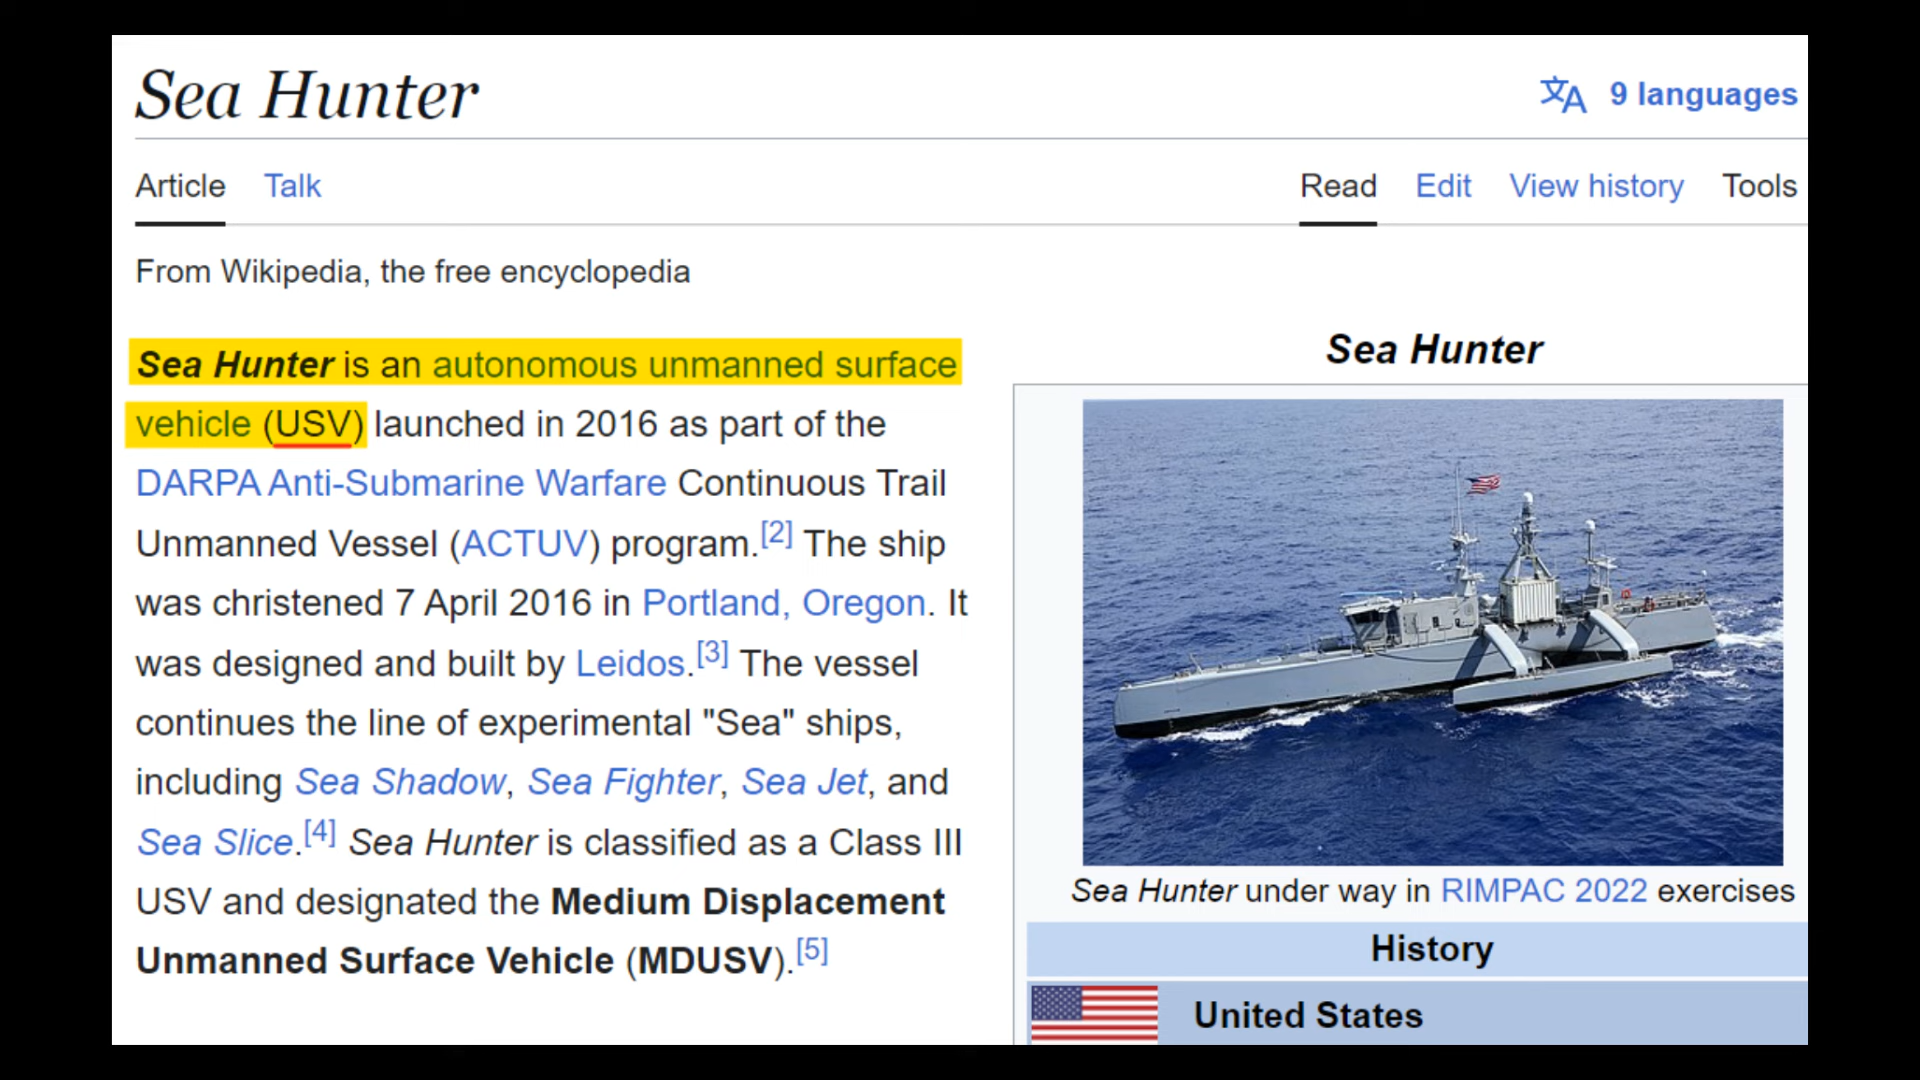 Sea Hunter
9 languages
Article Talk
Read Edit View history Tools
From Wikipedia, the free encyclopedia
Sea Hunter is an autonomous unmanned surface
vehicle (USV) launched in 2016 as part of the
DARPA Anti-Submarine Warfare Continuous Trail
Unmanned Vessel (ACTUV) program.[2] The ship
was christened 7 April 2016 in Portland, Oregon. It
was designed and built by Leidos.[3] The vessel
continues the line of experimental "Sea" ships,
including Sea Shadow, Sea Fighter, Sea Jet, and
Sea Slice.[4] Sea Hunter is classified as a Class III
USV and designated the Medium Displacement
Unmanned Surface Vehicle (MDUSV).[5]
Sea Hunter
Sea Hunter under way in RIMPAC 2022 exercises
History
United States